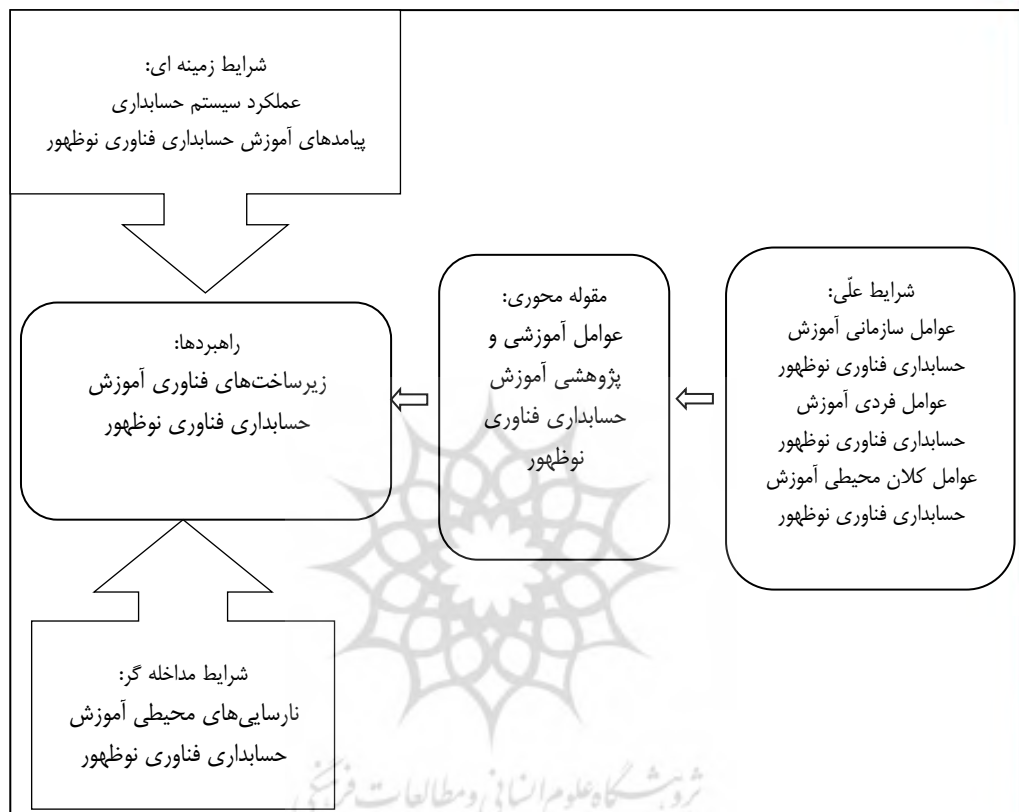 شرایط زمینه ای:
عملکرد سیستم حسابداری
پیامدهای آموزش حسابداری فناوری نوظهور
شرایط علّی:
عوامل سازمانی آموزش
حسابداری فناوری نوظهور
عوامل فردی آموزش
حسابداری فناوری نوظهور
عوامل کلان محیطی آموزش
حسابداری فناوری نوظهور
مقوله محوری:
عوامل آموزشی و
پژوهشی آموزش
حسابداری فناوری
نوظهور
راهبردها:
زیرساخت‌های فناوری آموزش
حسابداری فناوری نوظهور
شرایط مداخله گر:
نارسایی‌های محیطی آموزش
حسابداری فناوری نوظهور
پژوهشگاه علوم انسانی و مطالعات فرهنگی